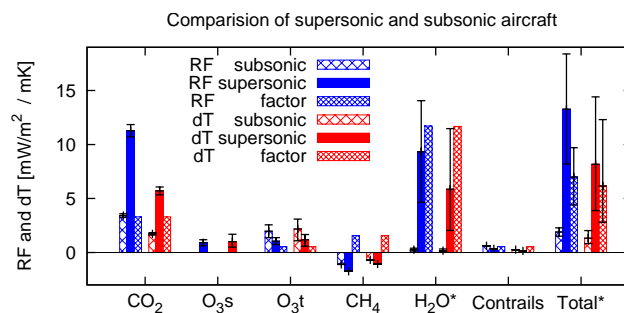 Comparision of supersonic and subsonic aircraft
RF and dT [mW/m² / mK]
15
10
5
0
RF subsonic
RF supersonic
RF factor
dT subsonic
dT supersonic
dT factor
CO₂ O₃s O₃t CH₄ H₂O* Contrails Total*